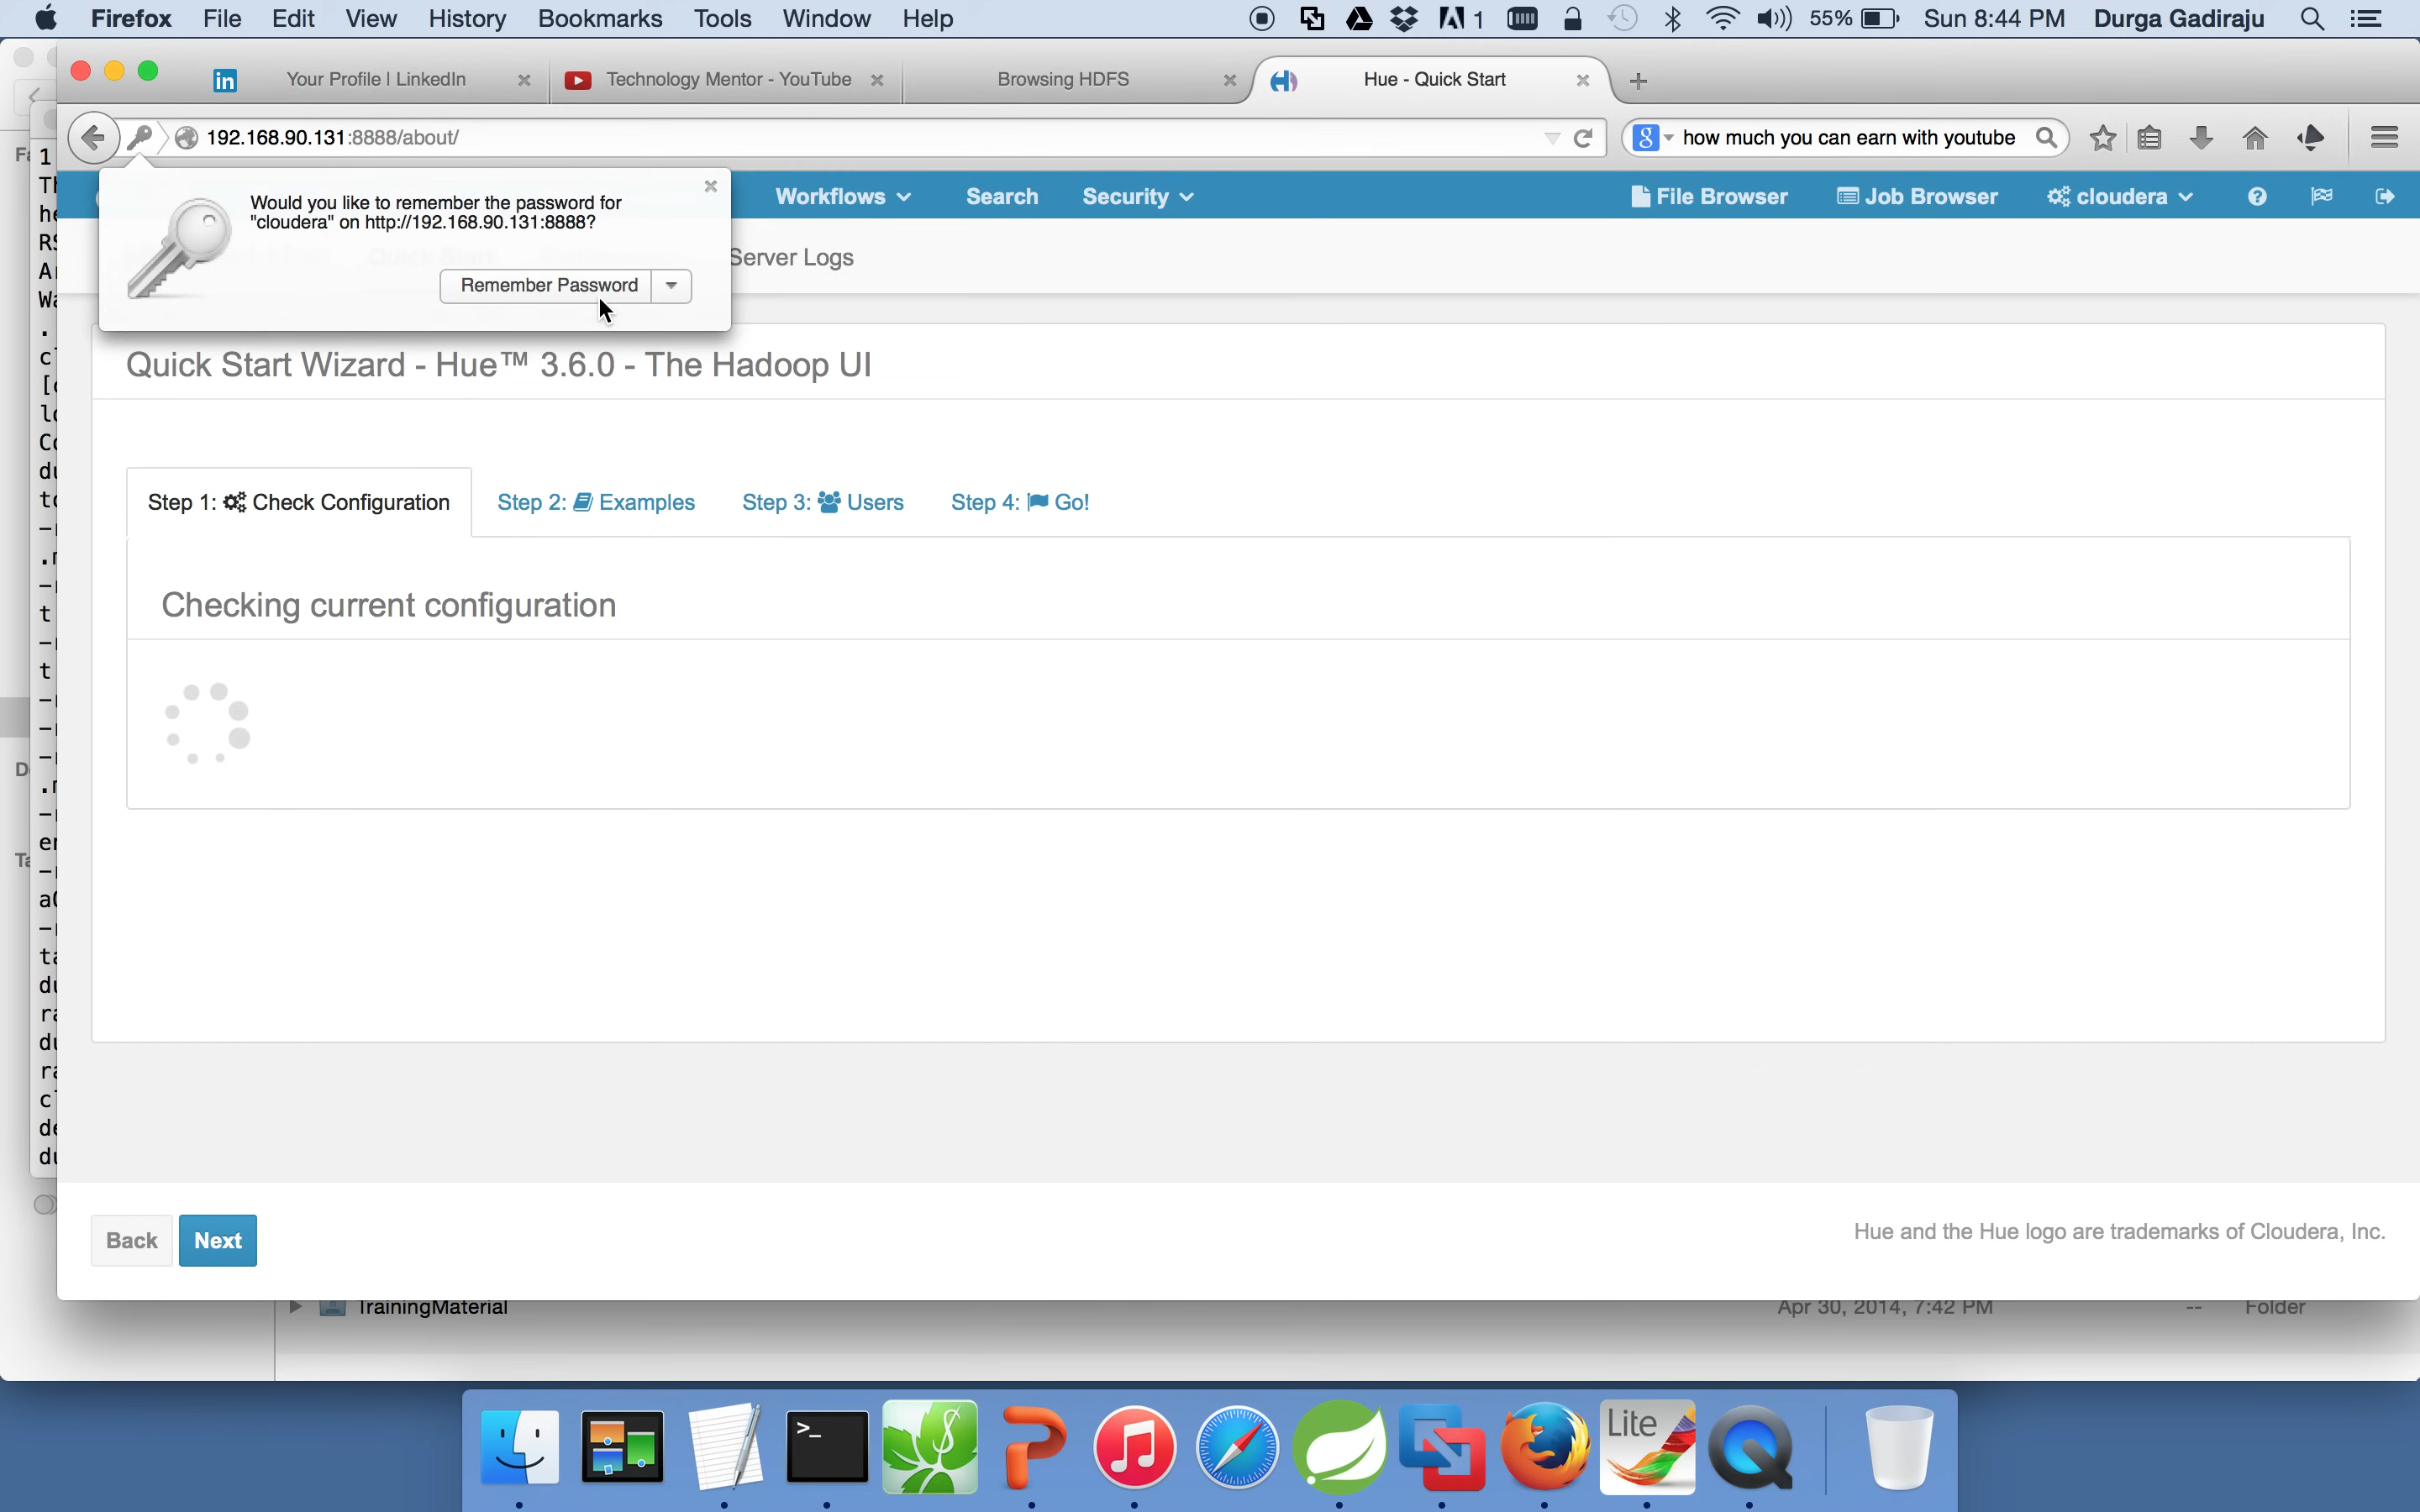 Firefox File Edit View History Bookmarks Tools Window Help 1 55% Sun 8:44 PM Durga Gadiraju
Your Profile | LinkedIn Technology Mentor - YouTube Browsing HDFS Hue - Quick Start
192.168.90.131:8888/about/ how much you can earn with youtube
Would you like to remember the password for
"cloudera" on http://192.168.90.131:8888?
Remember Password
Workflows Search Security File Browser Job Browser cloudera
Server Logs
Quick Start Wizard - Hue™ 3.6.0 - The Hadoop UI
Step 1: Check Configuration Step 2: Examples Step 3: Users Step 4: Go!
Checking current configuration
Back Next
Hue and the Hue logo are trademarks of Cloudera, Inc.
TrainingMaterial Apr 30, 2014, 7:42 PM -- Folder
Lite